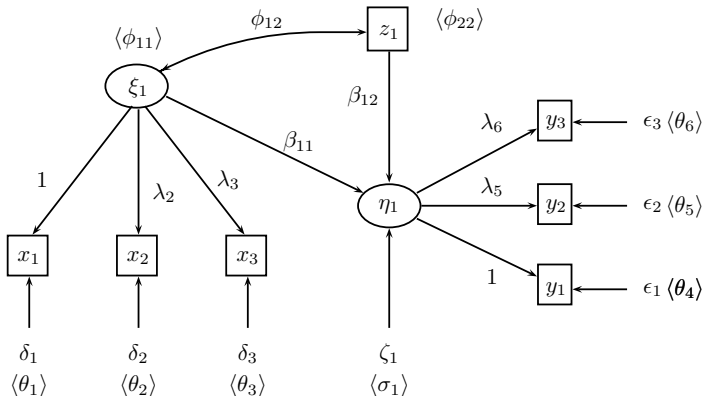 ϕ₁₂
z₁
⟨ϕ₂₂⟩
⟨ϕ₁₁⟩
ξ₁
β₁₂
β₁₁
λ₆
y₃
ϵ₃ ⟨θ₆⟩
1
λ₂
λ₃
η₁
λ₅
y₂
ϵ₂ ⟨θ₅⟩
x₁
x₂
x₃
1
y₁
ϵ₁ ⟨θ₄⟩
δ₁
δ₂
δ₃
ζ₁
⟨θ₁⟩
⟨θ₂⟩
⟨θ₃⟩
⟨σ₁⟩